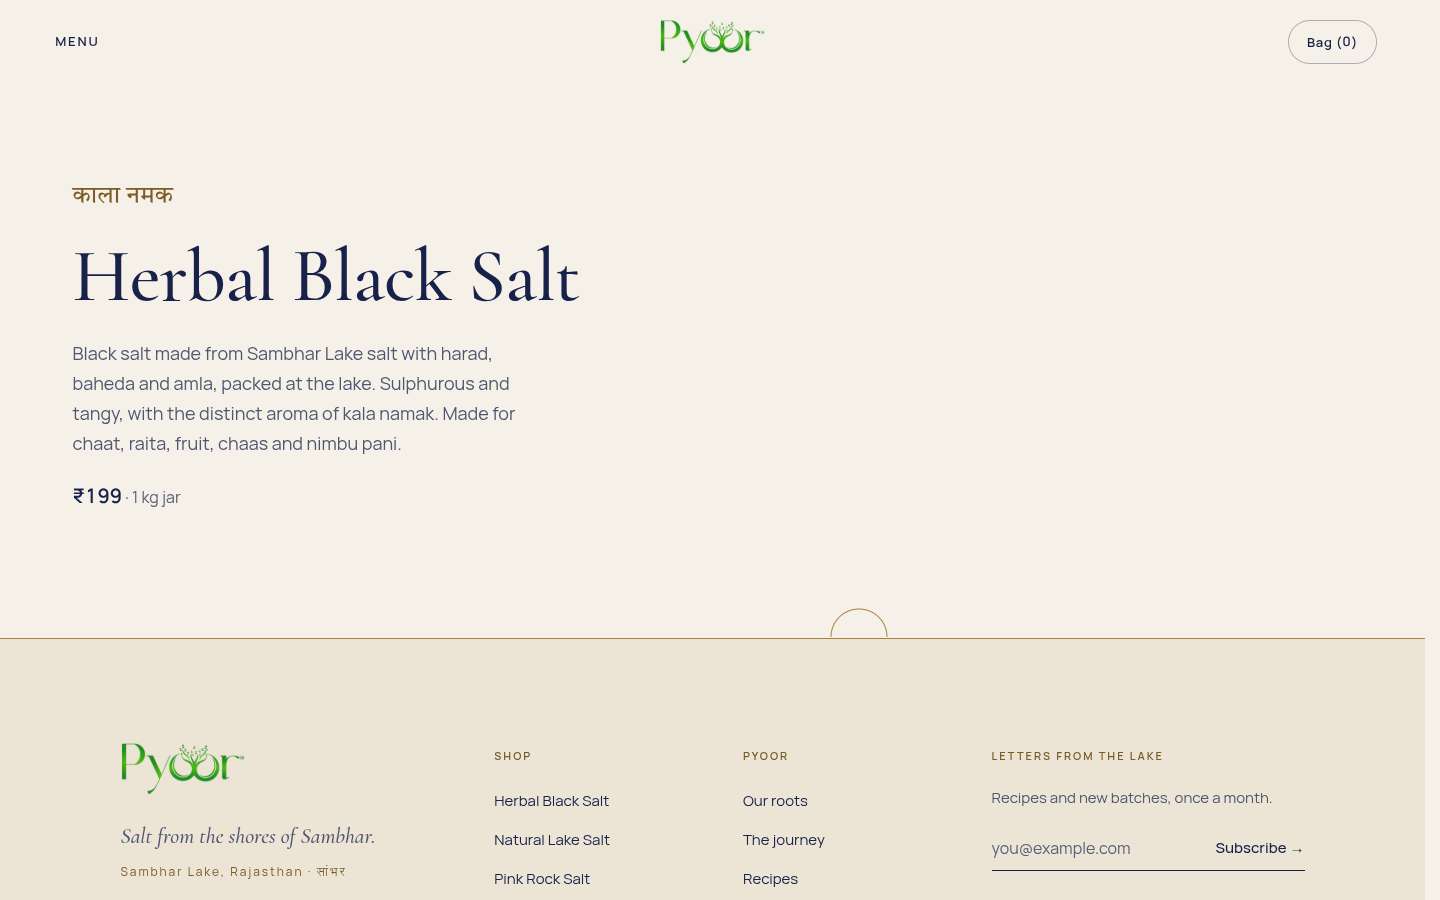 MENU
Pyoor
Bag (0)
काला नमक
Herbal Black Salt
Black salt made from Sambhar Lake salt with harad,
baheda and amla, packed at the lake. Sulphurous and
tangy, with the distinct aroma of kala namak. Made for
chaat, raita, fruit, chaas and nimbu pani.
₹199 · 1 kg jar
Pyoor
Salt from the shores of Sambhar.
Sambhar Lake, Rajasthan · सांभर
SHOP
Herbal Black Salt
Natural Lake Salt
Pink Rock Salt
PYOOR
Our roots
The journey
Recipes
LETTERS FROM THE LAKE
Recipes and new batches, once a month.
you@example.com
Subscribe →